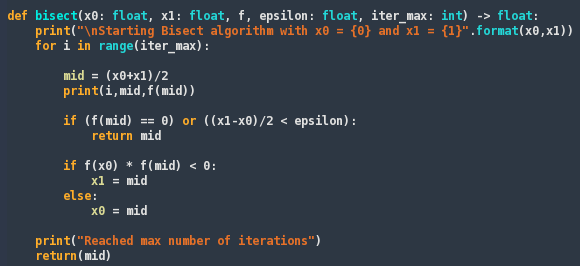 def bisect(x0: float, x1: float, f, epsilon: float, iter_max: int) -> float:
    print("\nStarting Bisect algorithm with x0 = {0} and x1 = {1}".format(x0,x1))
    for i in range(iter_max):
        mid = (x0+x1)/2
        print(i,mid,f(mid))
        if (f(mid) == 0) or ((x1-x0)/2 < epsilon):
            return mid
        if f(x0) * f(mid) < 0:
            x1 = mid
        else:
            x0 = mid
    print("Reached max number of iterations")
    return(mid)